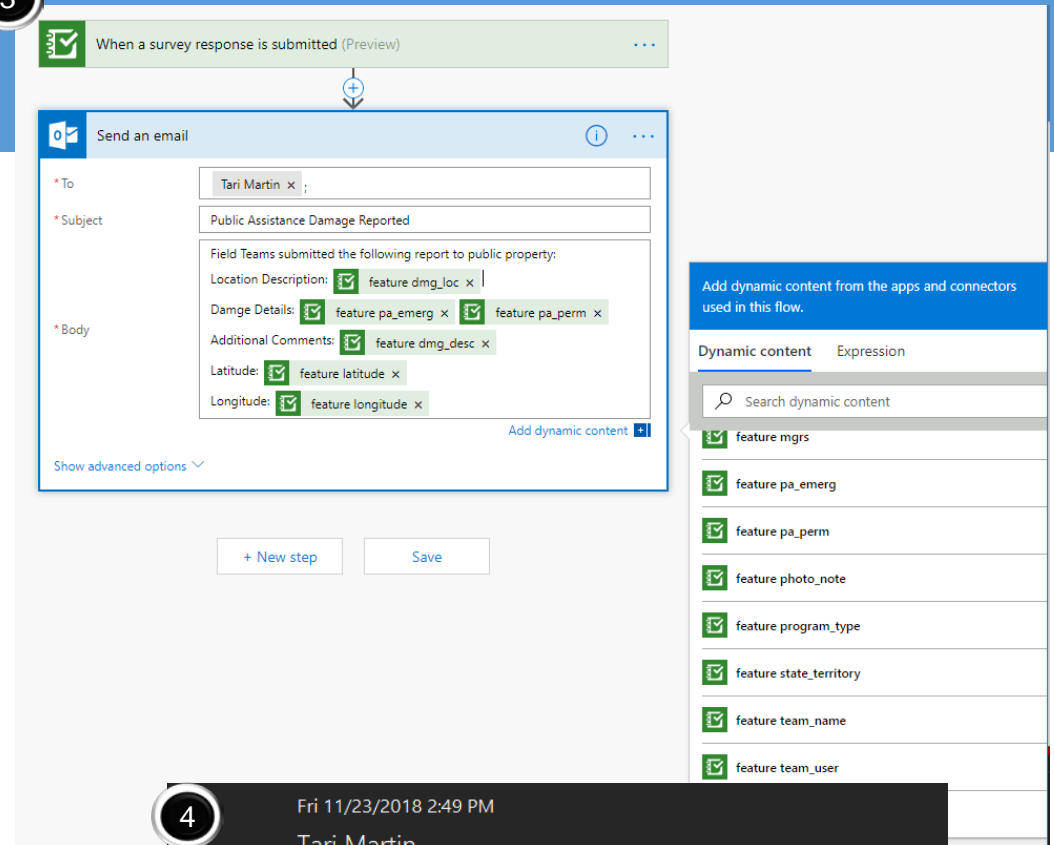 3
When a survey response is submitted (Preview)
Send an email
* To
Tari Martin × ;
* Subject
Public Assistance Damage Reported
* Body
Field Teams submitted the following report to public property:
Location Description: feature dmg_loc ×
Damge Details: feature pa_emerg × feature pa_perm ×
Additional Comments: feature dmg_desc ×
Latitude: feature latitude ×
Longitude: feature longitude ×
Add dynamic content +
Show advanced options
+ New step
Save
Add dynamic content from the apps and connectors
used in this flow.
Dynamic content Expression
Search dynamic content
feature mgrs
feature pa_emerg
feature pa_perm
feature photo_note
feature program_type
feature state_territory
feature team_name
feature team_user
4
Fri 11/23/2018 2:49 PM
Tari Martin